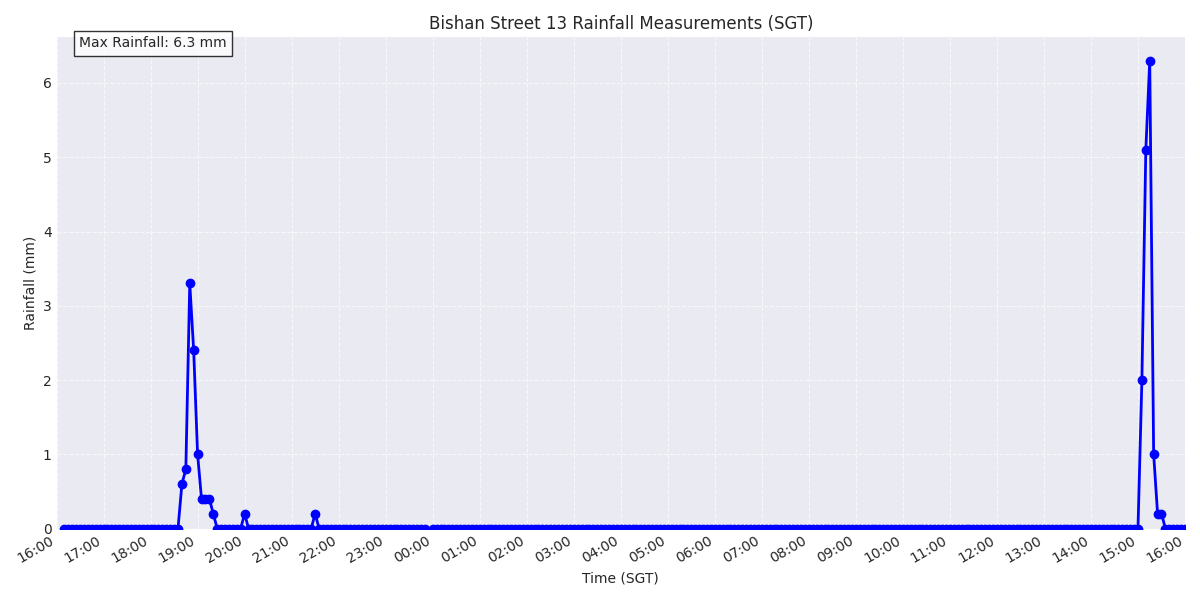 Bishan Street 13 Rainfall Measurements (SGT)
Max Rainfall: 6.3 mm
Rainfall (mm)
6
5
4
3
2
1
0
16:00 17:00 18:00 19:00 20:00 21:00 22:00 23:00 00:00 01:00 02:00 03:00 04:00 05:00 06:00 07:00 08:00 09:00 10:00 11:00 12:00 13:00 14:00 15:00 16:00
Time (SGT)